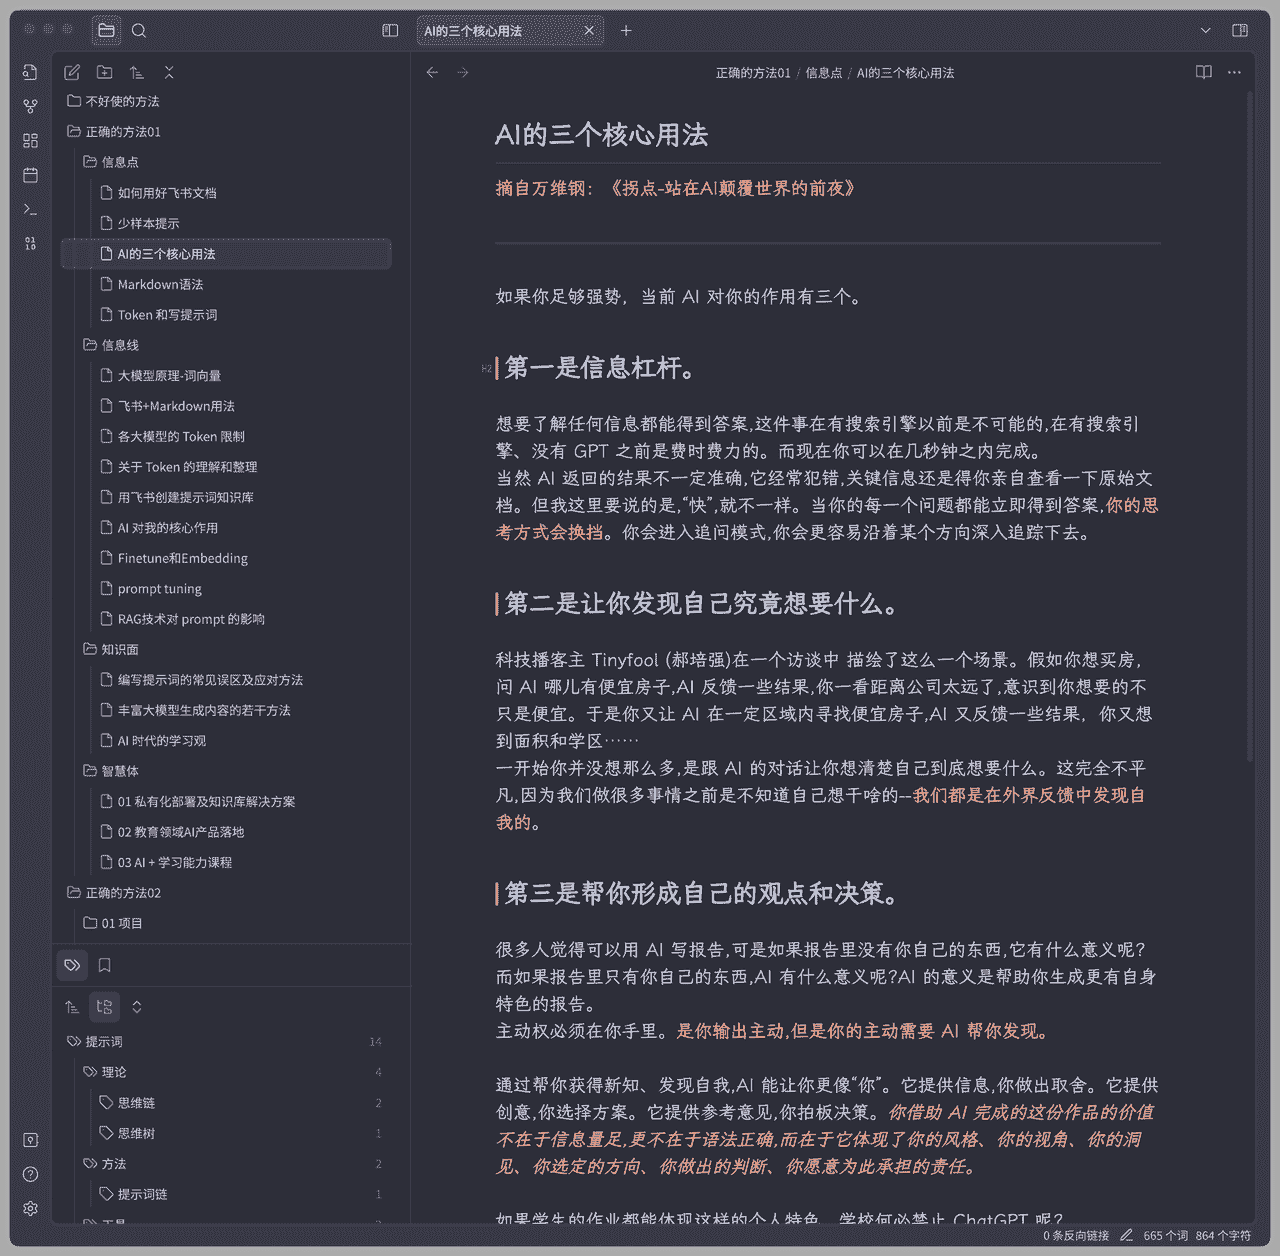 AI的三个核心用法
正确的方法01 / 信息点 / AI的三个核心用法
不好使的方法
正确的方法01
信息点
如何用好飞书文档
少样本提示
AI的三个核心用法
Markdown语法
Token 和写提示词
信息线
大模型原理-词向量
飞书+Markdown用法
各大模型的 Token 限制
关于 Token 的理解和整理
用飞书创建提示词知识库
AI 对我的核心作用
Finetune和Embedding
prompt tuning
RAG技术对 prompt 的影响
知识面
编写提示词的常见误区及应对方法
丰富大模型生成内容的若干方法
AI 时代的学习观
智慧体
01 私有化部署及知识库解决方案
02 教育领域AI产品落地
03 AI + 学习能力课程
正确的方法02
01 项目
提示词 14
理论 4
思维链 2
思维树 1
方法 2
提示词链 1
AI的三个核心用法
摘自万维钢：《拐点-站在AI颠覆世界的前夜》
如果你足够强势，当前 AI 对你的作用有三个。
H2 第一是信息杠杆。
想要了解任何信息都能得到答案,这件事在有搜索引擎以前是不可能的,在有搜索引
擎、没有 GPT 之前是费时费力的。而现在你可以在几秒钟之内完成。
当然 AI 返回的结果不一定准确,它经常犯错,关键信息还是得你亲自查看一下原始文
档。但我这里要说的是,“快”,就不一样。当你的每一个问题都能立即得到答案,你的思
考方式会换挡。你会进入追问模式,你会更容易沿着某个方向深入追踪下去。
第二是让你发现自己究竟想要什么。
科技播客主 Tinyfool (郝培强)在一个访谈中 描绘了这么一个场景。假如你想买房，
问 AI 哪儿有便宜房子,AI 反馈一些结果,你一看距离公司太远了,意识到你想要的不
只是便宜。于是你又让 AI 在一定区域内寻找便宜房子,AI 又反馈一些结果，你又想
到面积和学区……
一开始你并没想那么多,是跟 AI 的对话让你想清楚自己到底想要什么。这完全不平
凡,因为我们做很多事情之前是不知道自己想干啥的--我们都是在外界反馈中发现自
我的。
第三是帮你形成自己的观点和决策。
很多人觉得可以用 AI 写报告,可是如果报告里没有你自己的东西,它有什么意义呢?
而如果报告里只有你自己的东西,AI 有什么意义呢?AI 的意义是帮助你生成更有自身
特色的报告。
主动权必须在你手里。是你输出主动,但是你的主动需要 AI 帮你发现。
通过帮你获得新知、发现自我,AI 能让你更像“你”。它提供信息,你做出取舍。它提供
创意,你选择方案。它提供参考意见,你拍板决策。你借助 AI 完成的这份作品的价值
不在于信息量足,更不在于语法正确,而在于它体现了你的风格、你的视角、你的洞
见、你选定的方向、你做出的判断、你愿意为此承担的责任。
如果学生的作业都能体现这样的个人特色，学校何必禁止 ChatGPT 呢?
0 条反向链接 665 个词 864 个字符